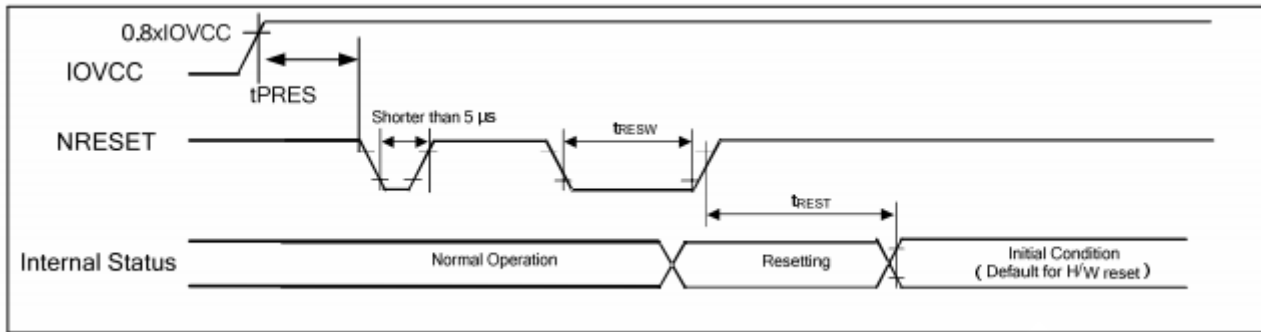 0.8xIOVCC
IOVCC
tPRES
Shorter than 5 µs
NRESET
tRESW
tREST
Internal Status
Normal Operation
Resetting
Initial Condition
( Default for H/W reset )